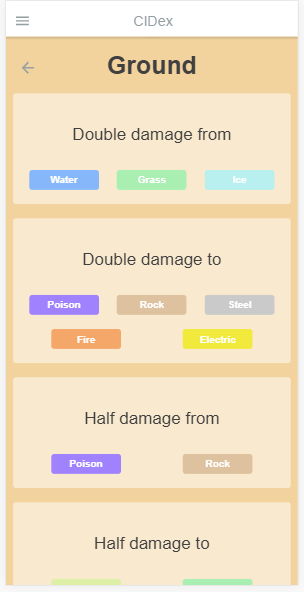 CIDex
Ground
Double damage from
Water Grass Ice
Double damage to
Poison Rock Steel
Fire Electric
Half damage from
Poison Rock
Half damage to